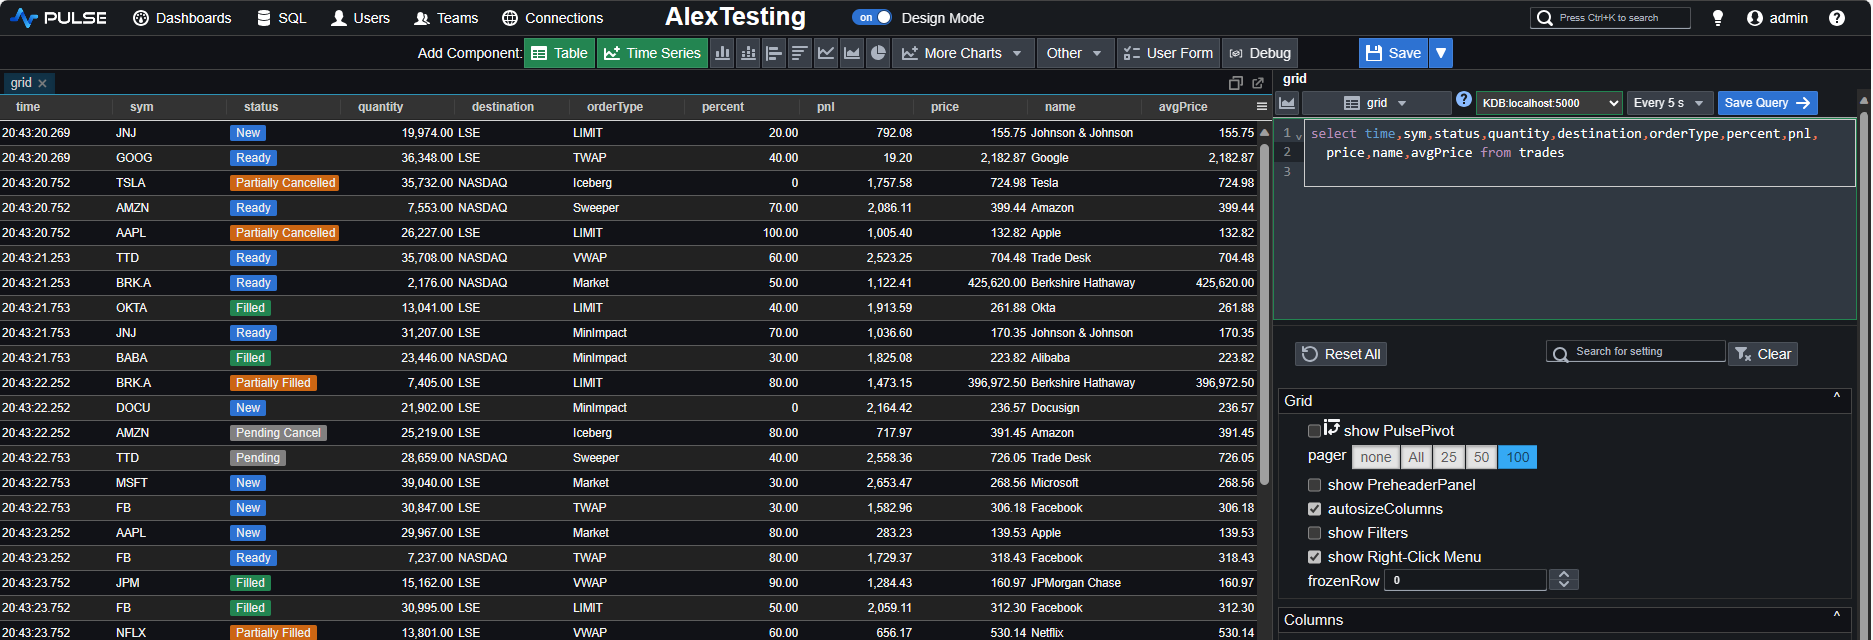 PULSE Dashboards SQL Users Teams Connections AlexTesting on Design Mode Press Ctrl+K to search admin ?
Add Component: Table Time Series More Charts Other User Form Debug Save
grid
time sym status quantity destination orderType percent pnl price name avgPrice
20:43:20.269 JNJ New 19,974.00 LSE LIMIT 20.00 792.08 155.75 Johnson & Johnson 155.75
20:43:20.269 GOOG Ready 36,348.00 LSE TWAP 40.00 19.20 2,182.87 Google 2,182.87
20:43:20.752 TSLA Partially Cancelled 35,732.00 NASDAQ Iceberg 0 1,757.58 724.98 Tesla 724.98
20:43:20.752 AMZN Ready 7,553.00 NASDAQ Sweeper 70.00 2,086.11 399.44 Amazon 399.44
20:43:20.752 AAPL Partially Cancelled 26,227.00 LSE LIMIT 100.00 1,005.40 132.82 Apple 132.82
20:43:21.253 TTD Ready 35,708.00 NASDAQ VWAP 60.00 2,523.25 704.48 Trade Desk 704.48
20:43:21.253 BRK.A Ready 2,176.00 NASDAQ Market 50.00 1,122.41 425,620.00 Berkshire Hathaway 425,620.00
20:43:21.753 OKTA Filled 13,041.00 LSE LIMIT 40.00 1,913.59 261.88 Okta 261.88
20:43:21.753 JNJ Ready 31,207.00 LSE MinImpact 70.00 1,036.60 170.35 Johnson & Johnson 170.35
20:43:21.753 BABA Filled 23,446.00 NASDAQ MinImpact 30.00 1,825.08 223.82 Alibaba 223.82
20:43:22.252 BRK.A Partially Filled 7,405.00 LSE LIMIT 80.00 1,473.15 396,972.50 Berkshire Hathaway 396,972.50
20:43:22.252 DOCU New 21,902.00 LSE MinImpact 0 2,164.42 236.57 Docusign 236.57
20:43:22.252 AMZN Pending Cancel 25,219.00 LSE Iceberg 80.00 717.97 391.45 Amazon 391.45
20:43:22.753 TTD Pending 28,659.00 NASDAQ Sweeper 40.00 2,558.36 726.05 Trade Desk 726.05
20:43:22.753 MSFT New 39,040.00 LSE Market 30.00 2,653.47 268.56 Microsoft 268.56
20:43:22.753 FB New 30,847.00 LSE TWAP 30.00 1,582.96 306.18 Facebook 306.18
20:43:23.252 AAPL New 29,967.00 LSE Market 80.00 283.23 139.53 Apple 139.53
20:43:23.252 FB Ready 7,237.00 NASDAQ TWAP 80.00 1,729.37 318.43 Facebook 318.43
20:43:23.752 JPM Filled 15,162.00 LSE VWAP 90.00 1,284.43 160.97 JPMorgan Chase 160.97
20:43:23.752 FB Filled 30,995.00 LSE LIMIT 50.00 2,059.11 312.30 Facebook 312.30
20:43:23.752 NFLX Partially Filled 13,801.00 LSE VWAP 60.00 656.17 530.14 Netflix 530.14
grid
grid ? KDB:localhost:5000 Every 5 s Save Query
1 select time,sym,status,quantity,destination,orderType,percent,pnl,
2 price,name,avgPrice from trades
3
Reset All Search for setting Clear
Grid
show PulsePivot
pager none All 25 50 100
show PreheaderPanel
autosizeColumns
show Filters
show Right-Click Menu
frozenRow 0
Columns